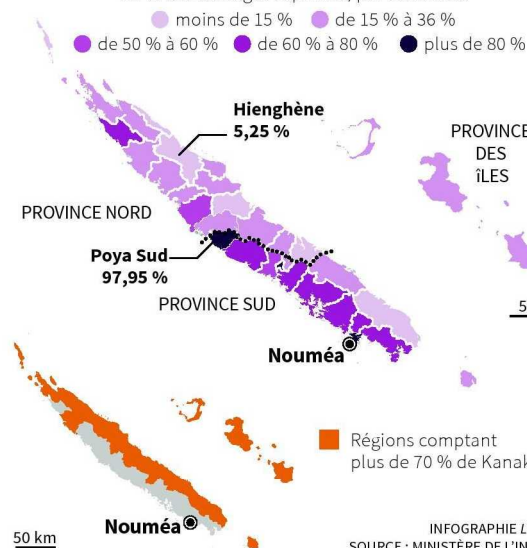 moins de 15 % de 15 % à 36 %
de 50 % à 60 % de 60 % à 80 % plus de 80 %
Hienghène
5,25 %
PROVINCE
DES
îLES
PROVINCE NORD
Poya Sud
97,95 %
PROVINCE SUD
Nouméa
Régions comptant
plus de 70 % de Kanak
Nouméa
50 km
INFOGRAPHIE
SOURCE : MINISTÈRE DE